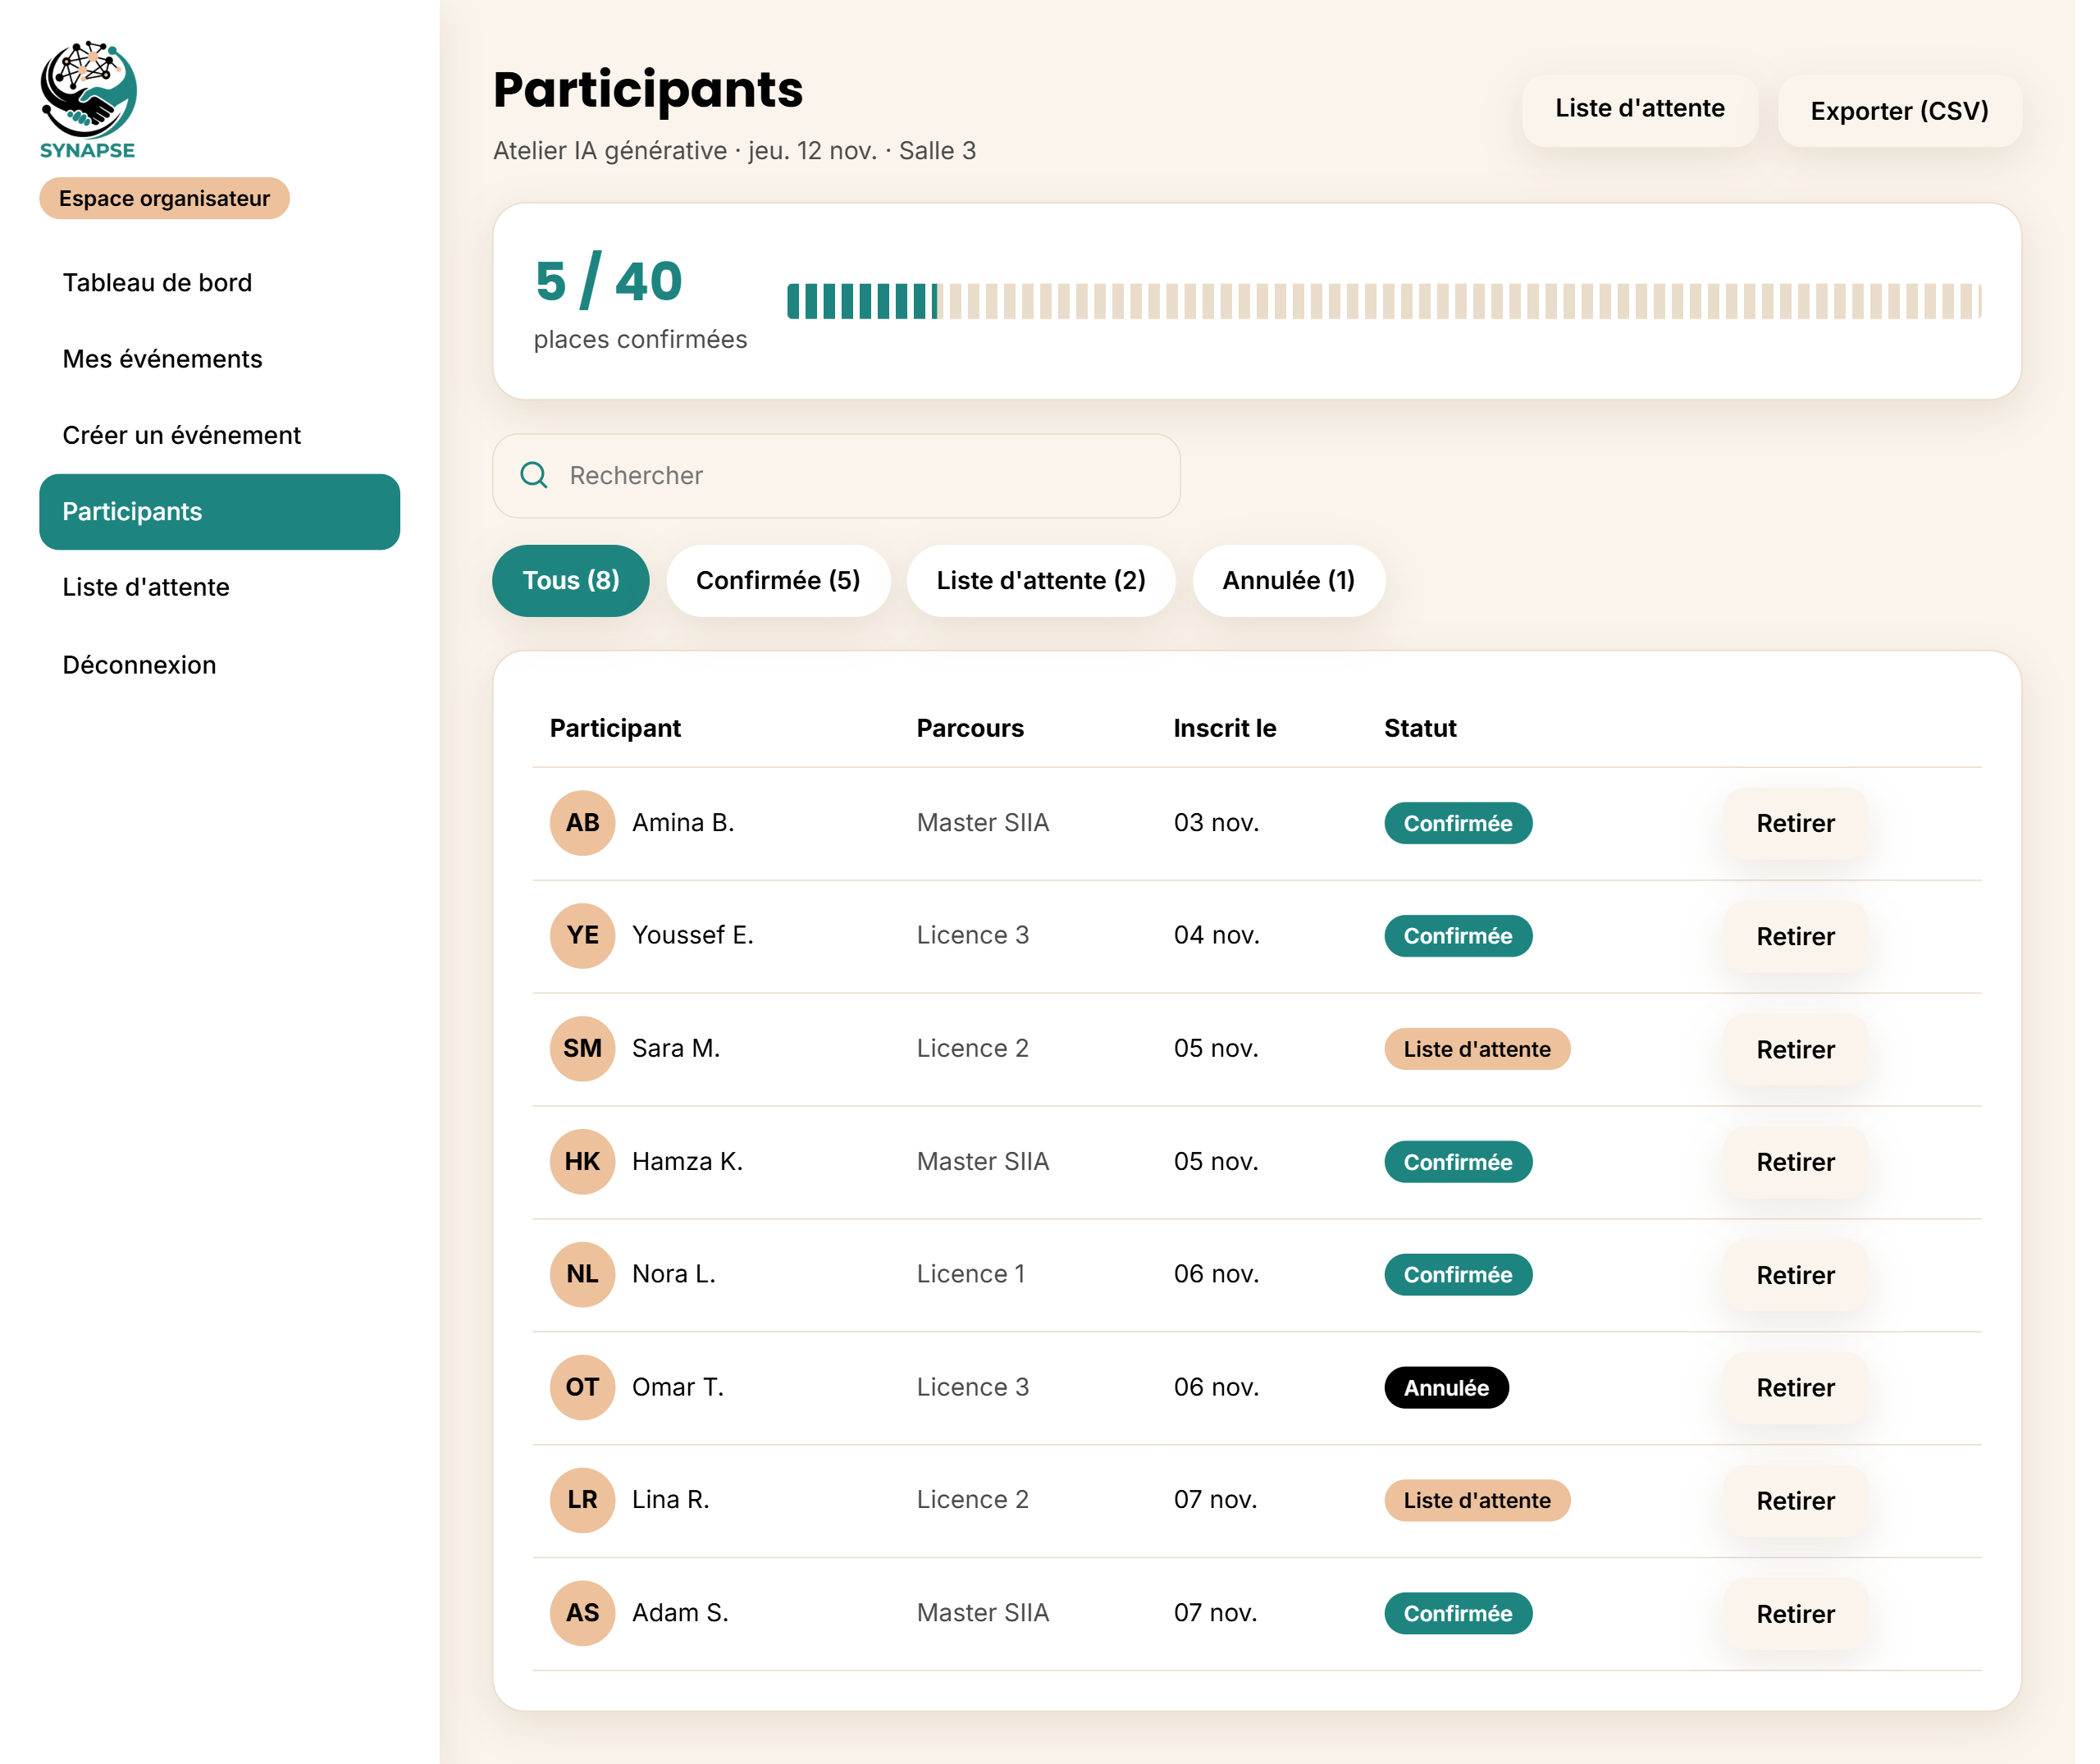 SYNAPSE
Espace organisateur
Tableau de bord
Mes événements
Créer un événement
Participants
Liste d'attente
Déconnexion
Participants
Atelier IA générative · jeu. 12 nov. · Salle 3
Liste d'attente
Exporter (CSV)
5 / 40
places confirmées
Rechercher
Tous (8)
Confirmée (5)
Liste d'attente (2)
Annulée (1)
Participant Parcours Inscrit le Statut
AB Amina B. Master SIIA 03 nov. Confirmée Retirer
YE Youssef E. Licence 3 04 nov. Confirmée Retirer
SM Sara M. Licence 2 05 nov. Liste d'attente Retirer
HK Hamza K. Master SIIA 05 nov. Confirmée Retirer
NL Nora L. Licence 1 06 nov. Confirmée Retirer
OT Omar T. Licence 3 06 nov. Annulée Retirer
LR Lina R. Licence 2 07 nov. Liste d'attente Retirer
AS Adam S. Master SIIA 07 nov. Confirmée Retirer